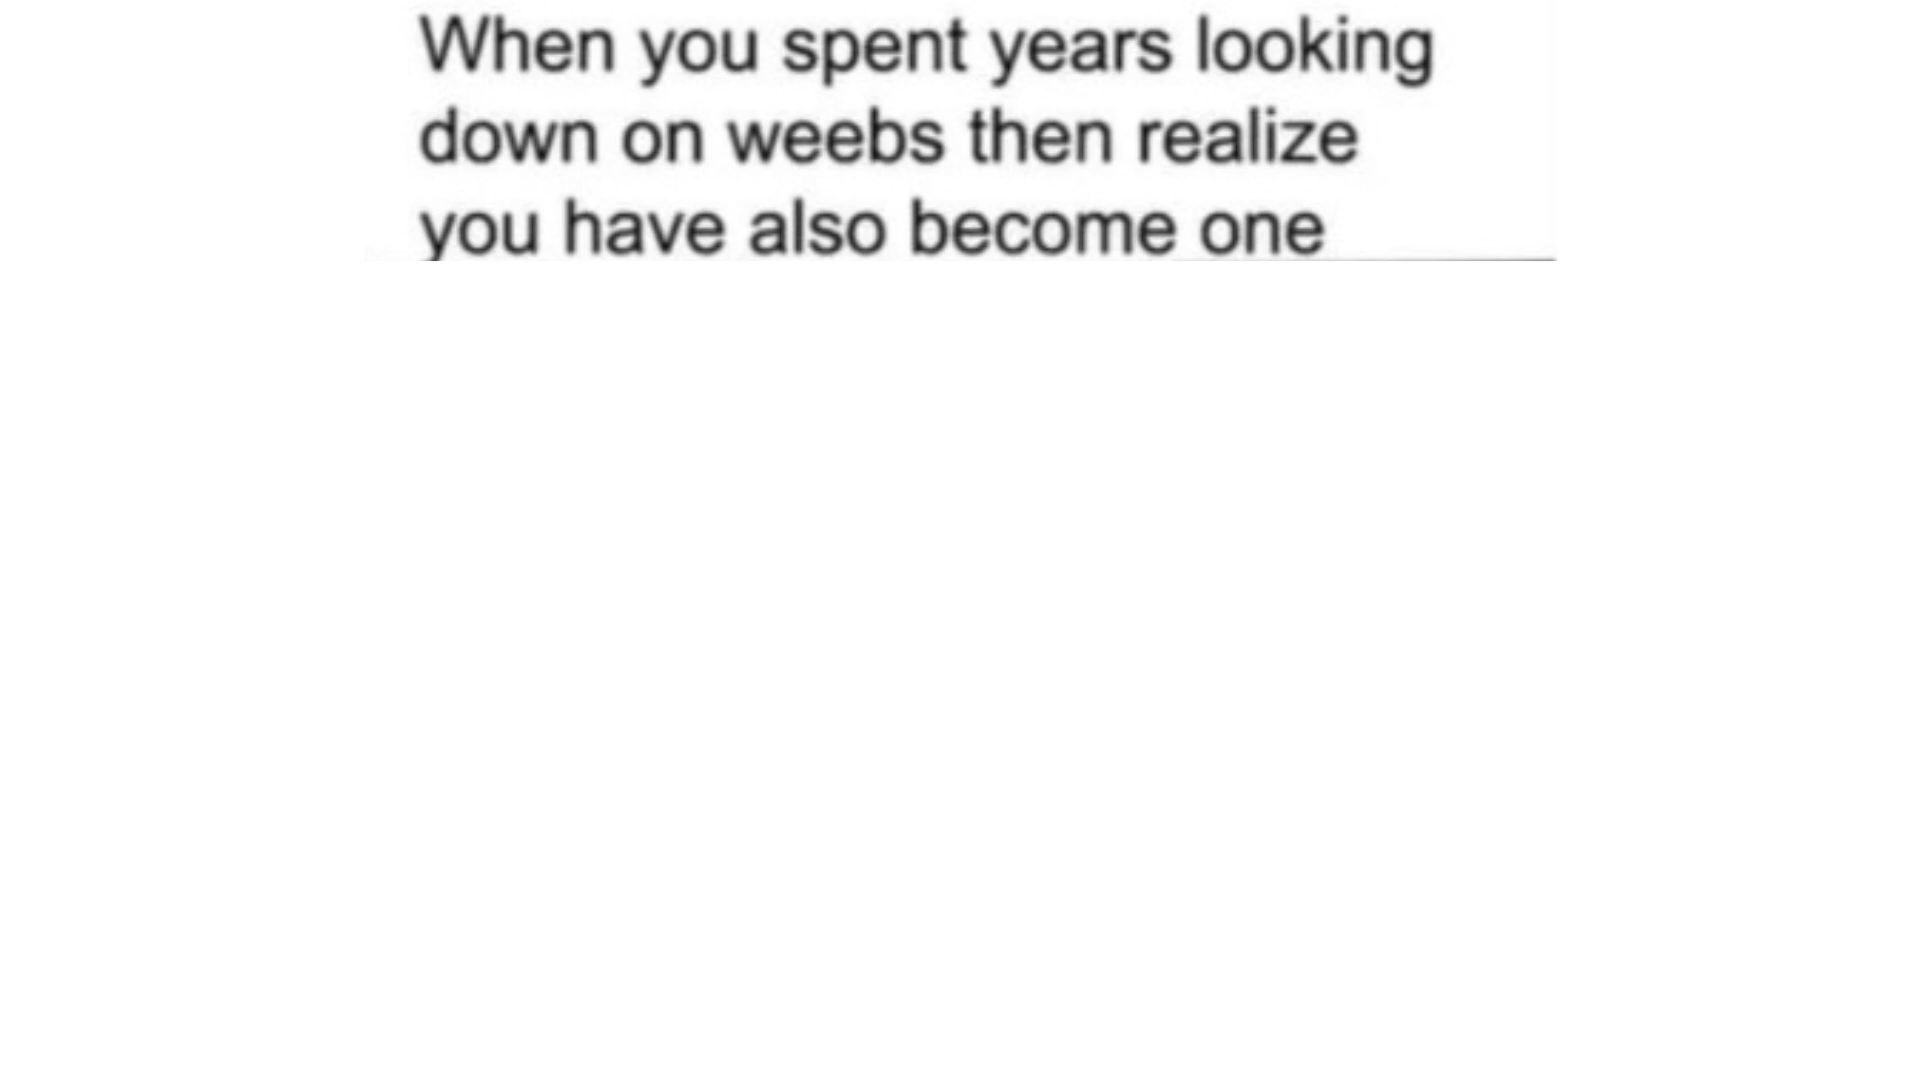 When you spent years looking
down on weebs then realize
you have also become one